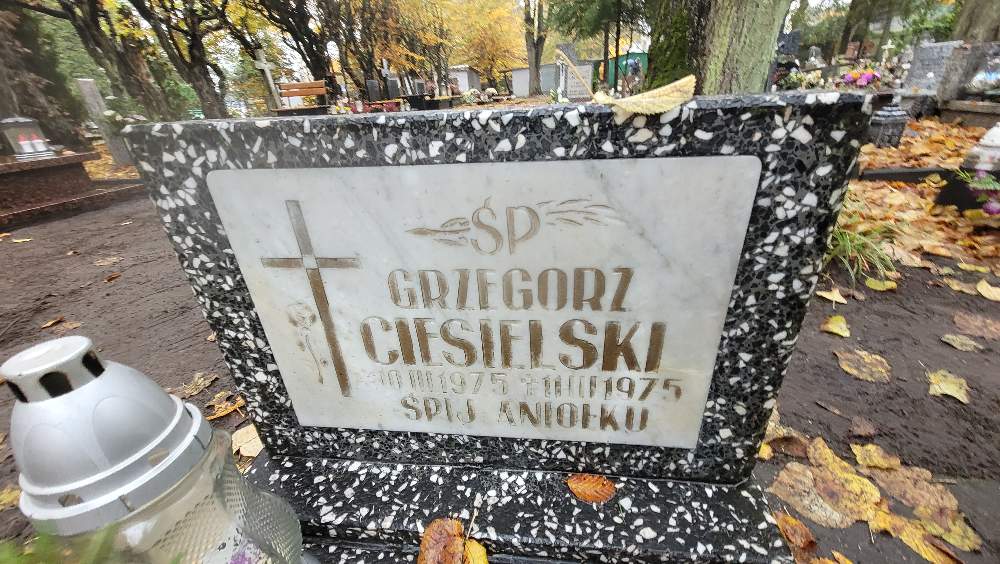 ŚP
GRZEGORZ
CIESIELSKI
1975 1975
ŚPIJ ANIOŁKU